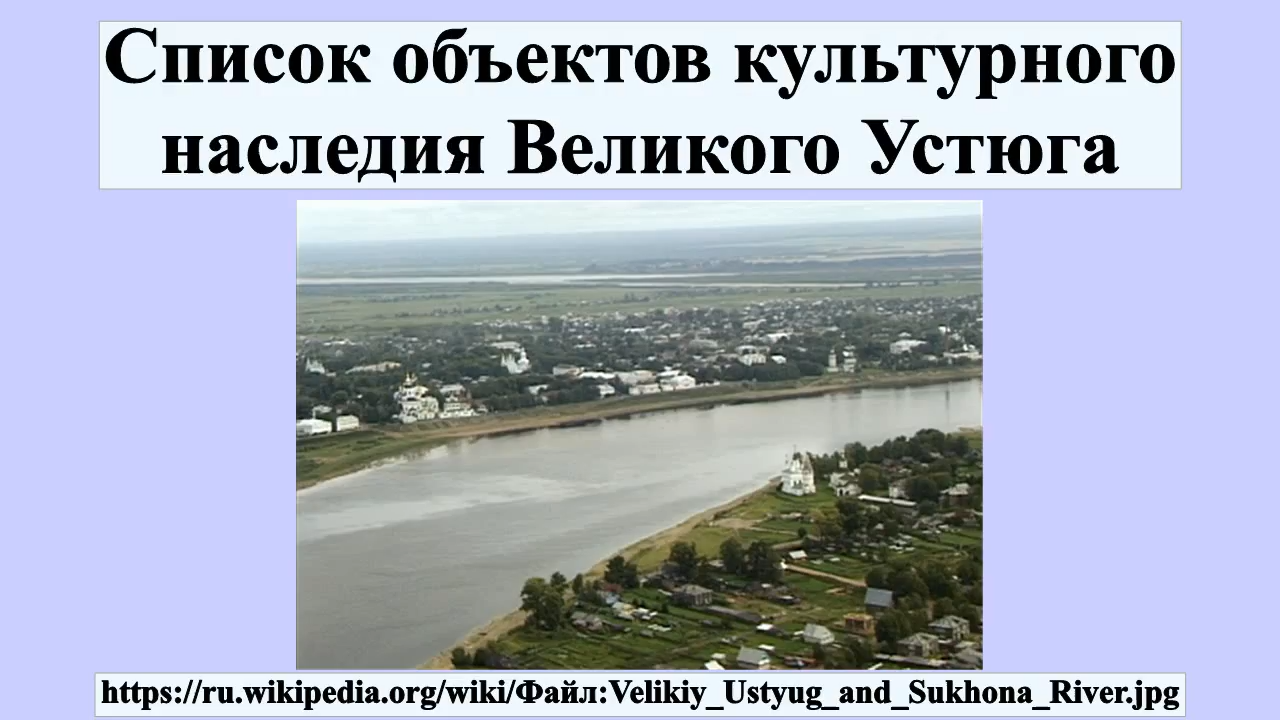 Список объектов культурного
наследия Великого Устюга
https://ru.wikipedia.org/wiki/Файл:Velikiy_Ustyug_and_Sukhona_River.jpg